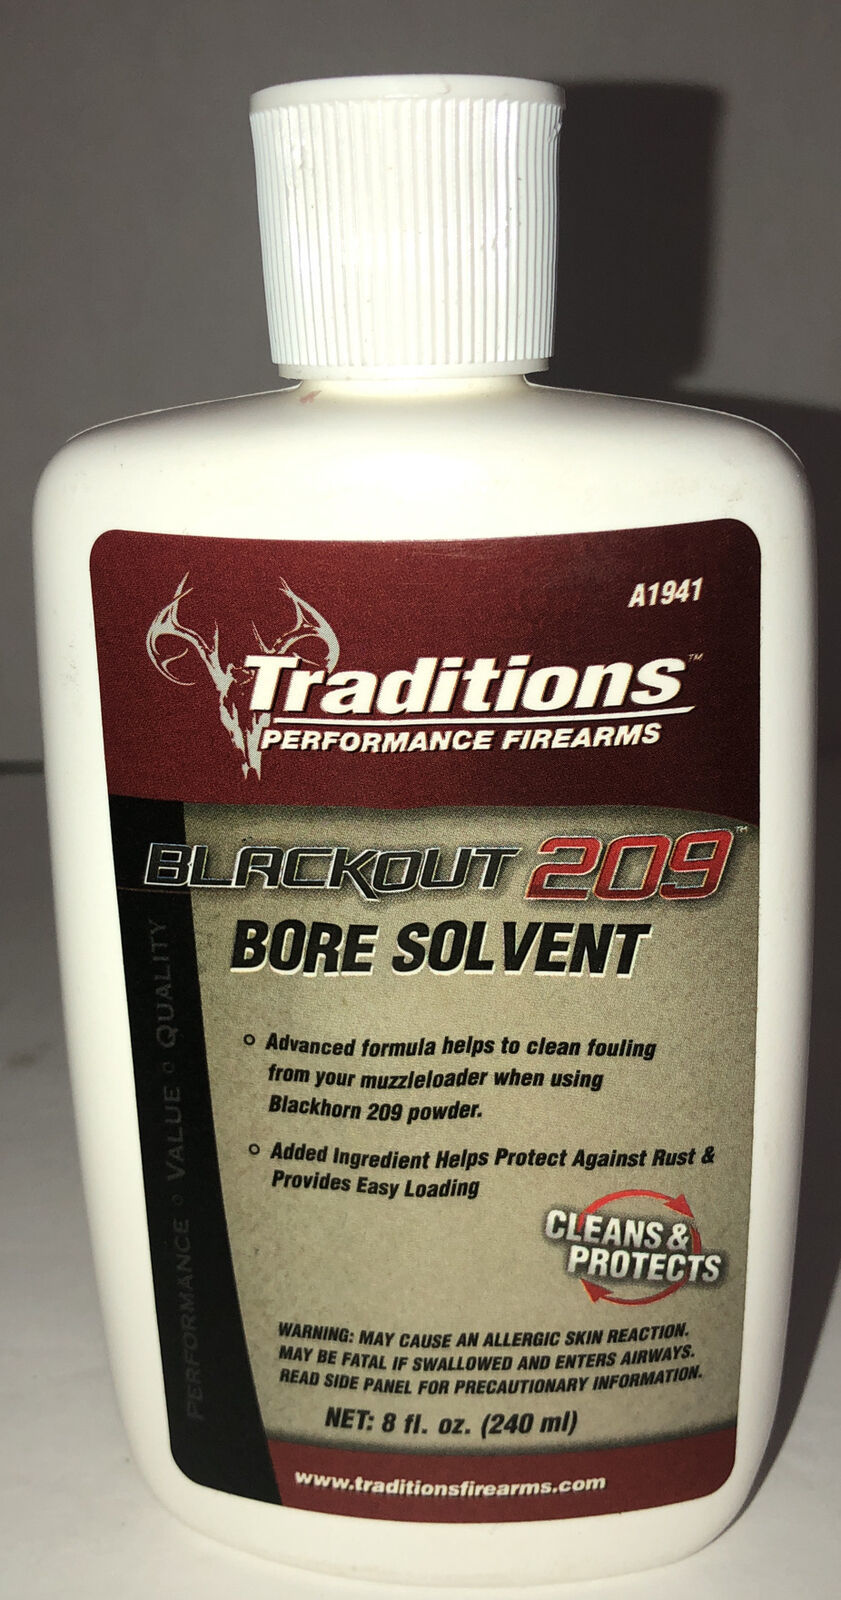 A1941
Traditions™
PERFORMANCE FIREARMS
BLACKOUT 209™
BORE SOLVENT
PERFORMANCE ○ VALUE ○ QUALITY
○ Advanced formula helps to clean fouling
from your muzzleloader when using
Blackhorn 209 powder.
○ Added Ingredient Helps Protect Against Rust &
Provides Easy Loading
CLEANS &
PROTECTS
WARNING: MAY CAUSE AN ALLERGIC SKIN REACTION.
MAY BE FATAL IF SWALLOWED AND ENTERS AIRWAYS.
READ SIDE PANEL FOR PRECAUTIONARY INFORMATION.
NET: 8 fl. oz. (240 ml)
www.traditionsfirearms.com